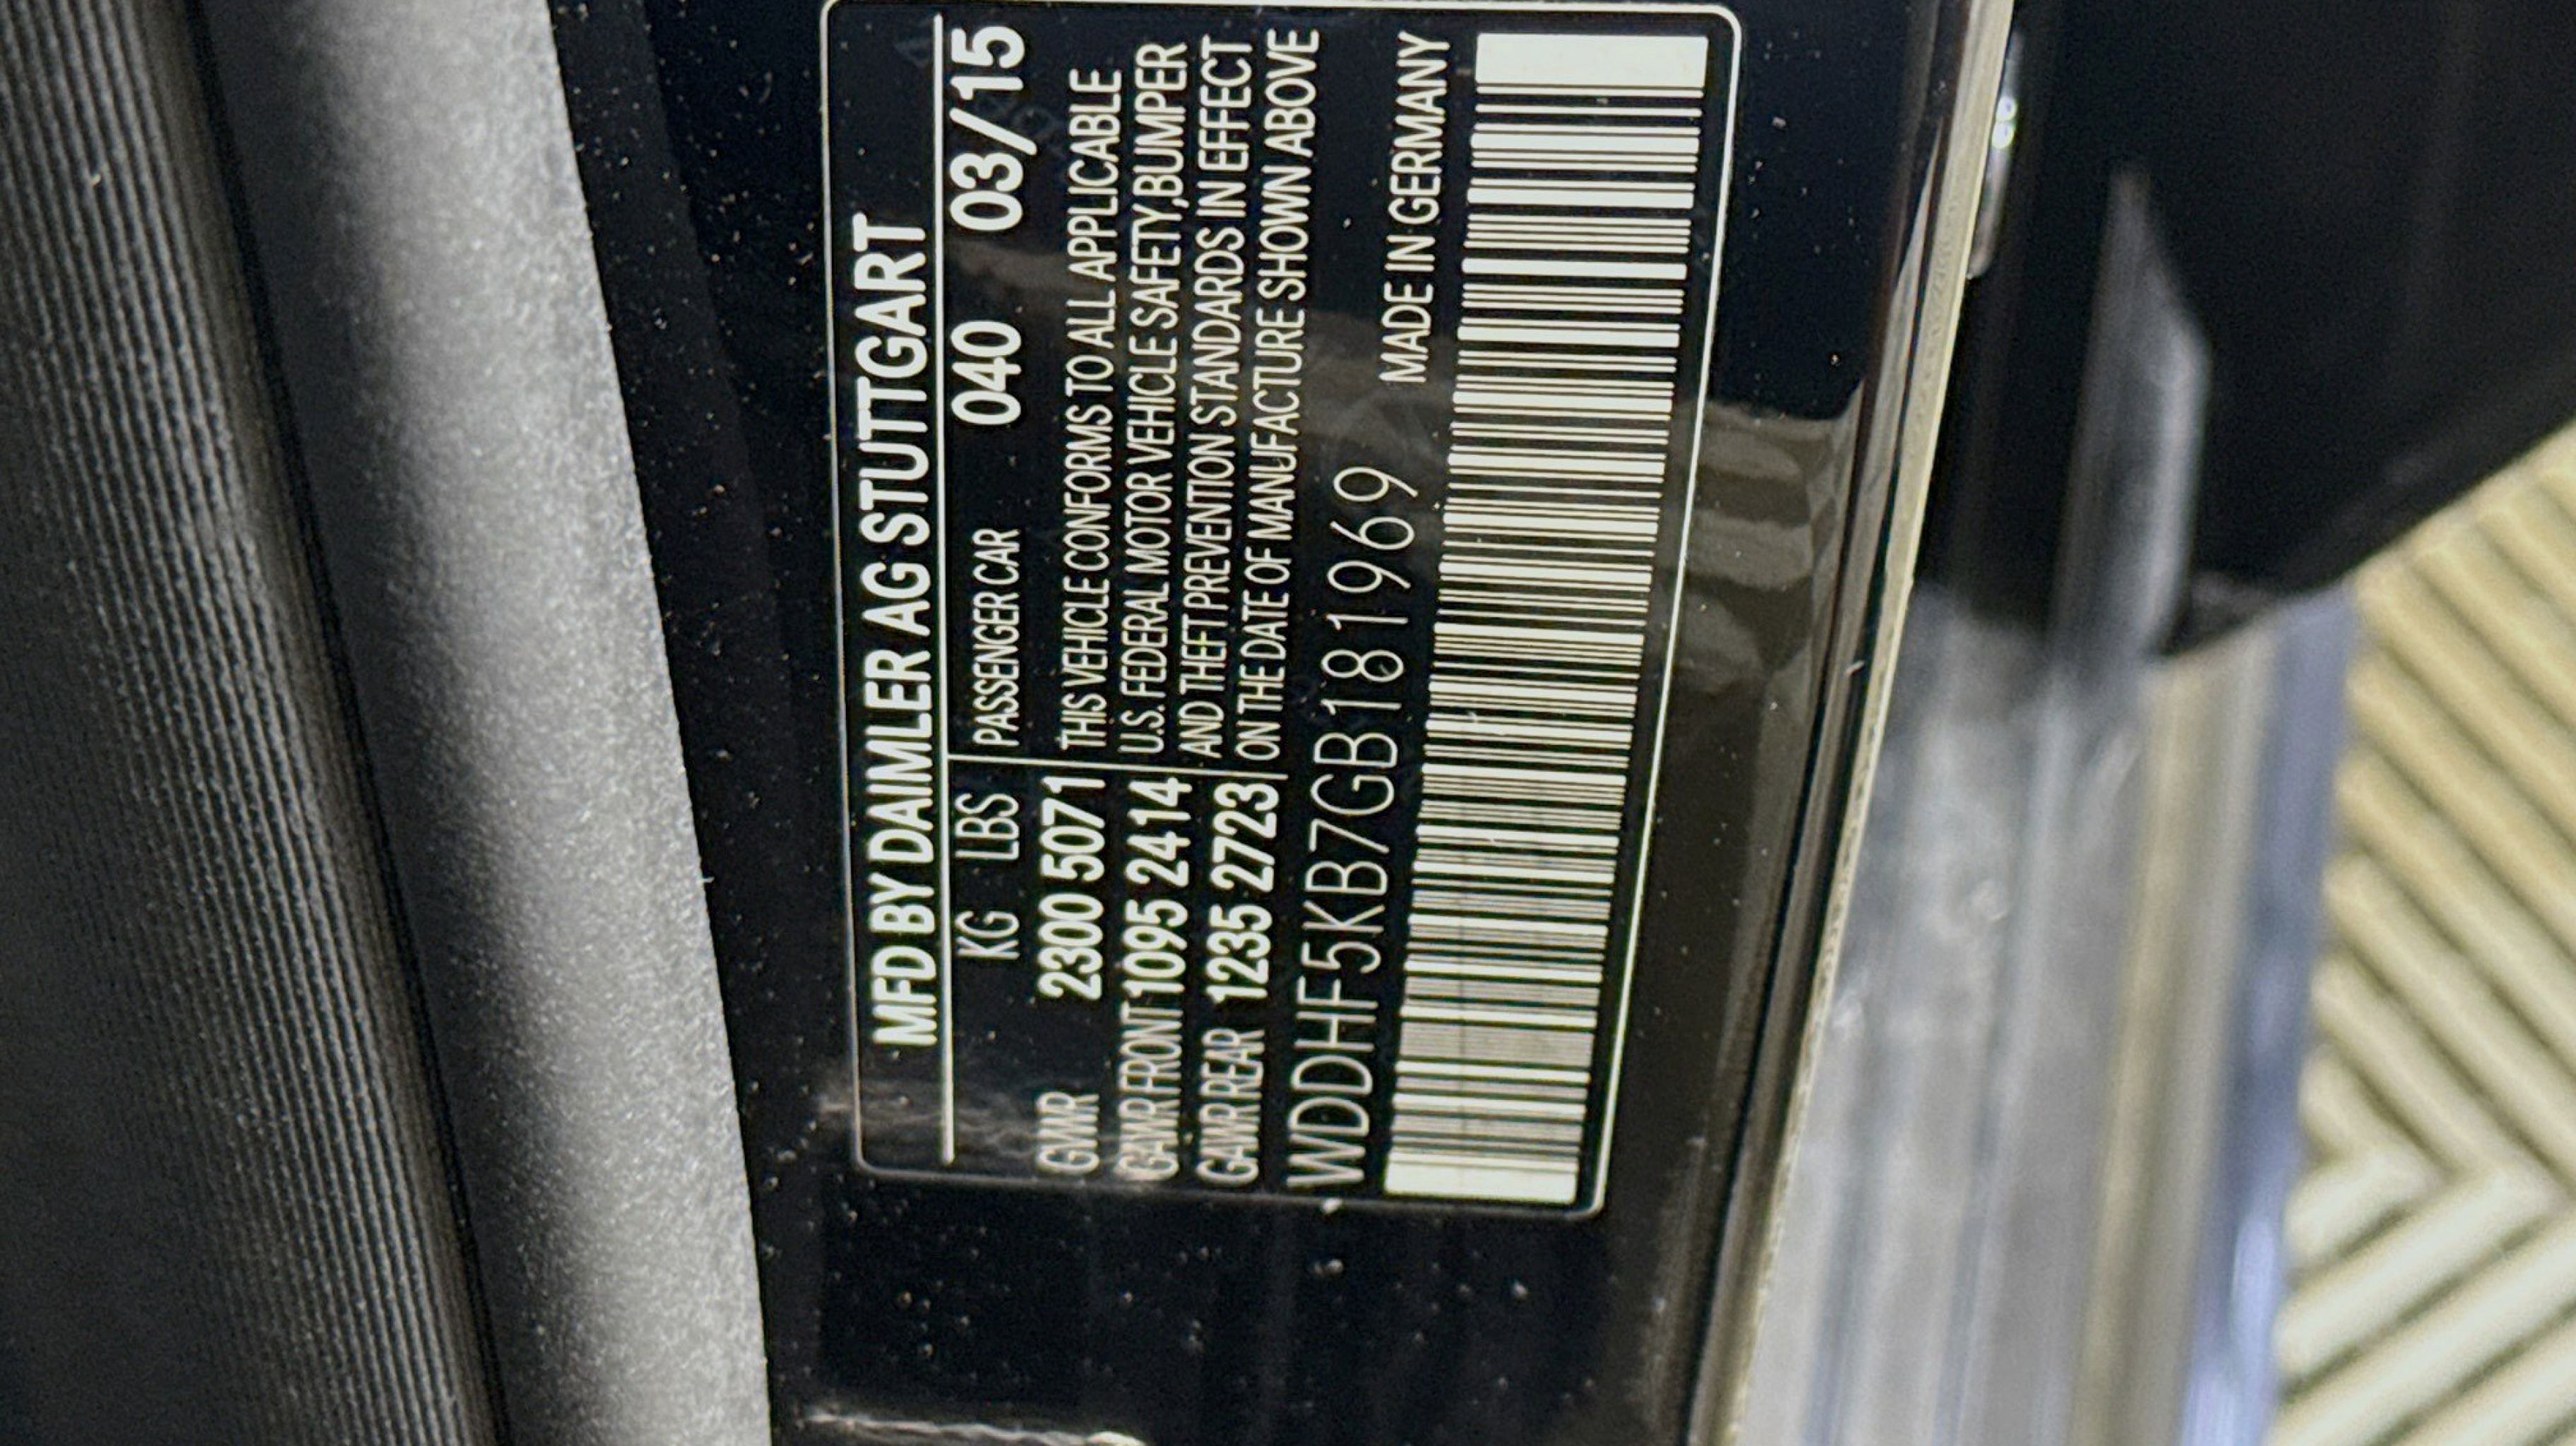 MFD BY DAIMLER AG STUTTGART
KG LBS PASSENGER CAR 040 03/15
GVWR 2300 5071 THIS VEHICLE CONFORMS TO ALL APPLICABLE
GAWR FRONT 1095 2414 U.S. FEDERAL MOTOR VEHICLE SAFETY,BUMPER
GAWR REAR 1235 2723 AND THEFT PREVENTION STANDARDS IN EFFECT
ON THE DATE OF MANUFACTURE SHOWN ABOVE
WDDHF5KB7GB181969 MADE IN GERMANY